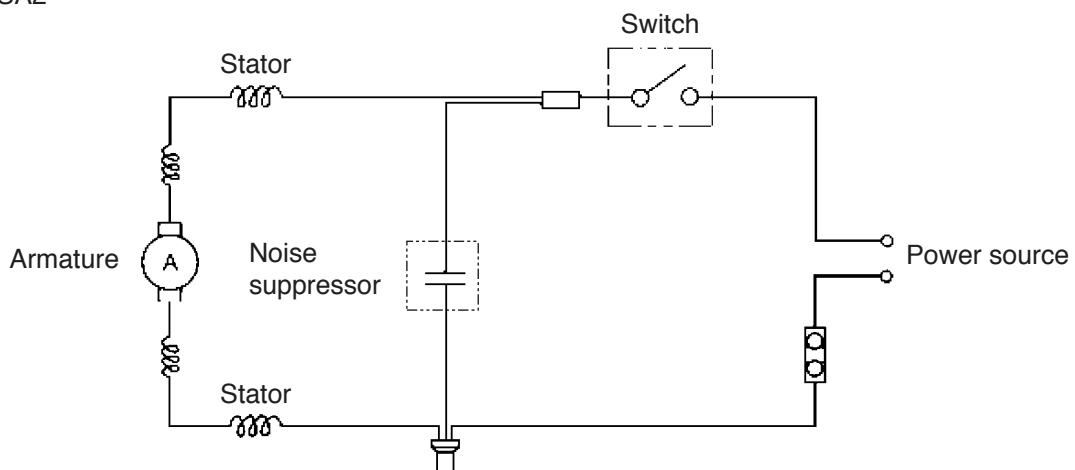 Switch
Stator
Armature
A
Noise
suppressor
Power source
Stator